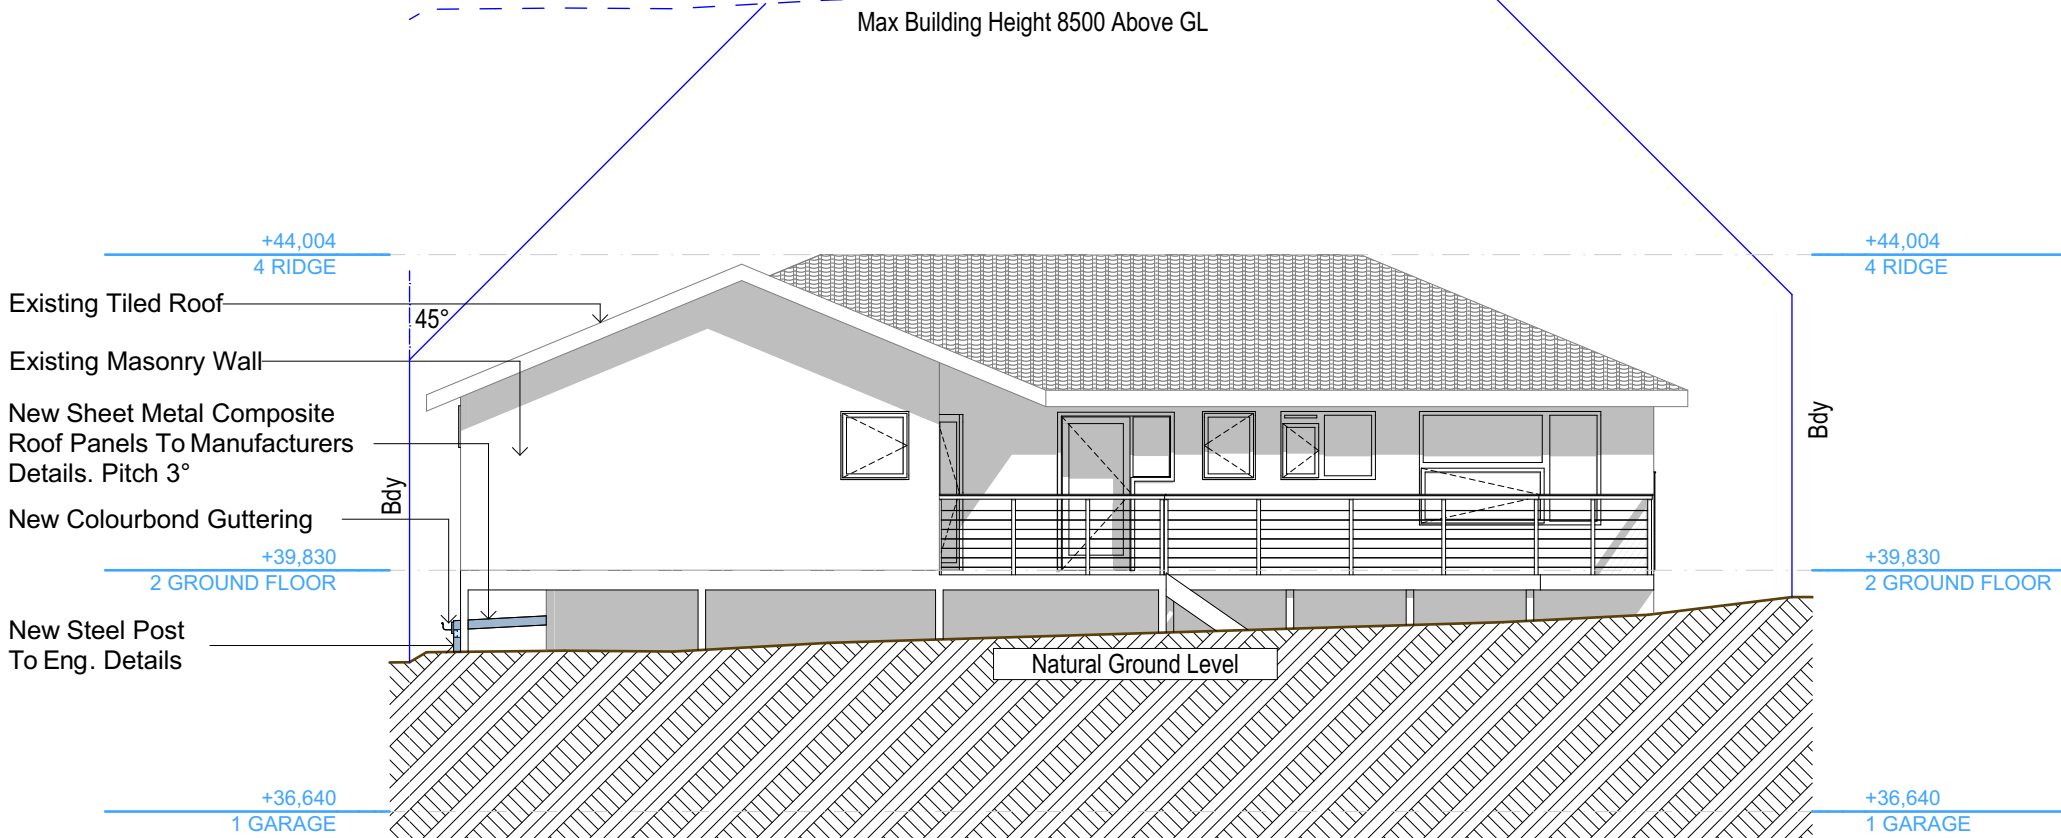 Max Building Height 8500 Above GL
+44,004
4 RIDGE
+44,004
4 RIDGE
Existing Tiled Roof
45°
Existing Masonry Wall
New Sheet Metal Composite
Roof Panels To Manufacturers
Details. Pitch 3°
Bdy
Bdy
New Colourbond Guttering
+39,830
2 GROUND FLOOR
+39,830
2 GROUND FLOOR
New Steel Post
To Eng. Details
Natural Ground Level
+36,640
1 GARAGE
+36,640
1 GARAGE